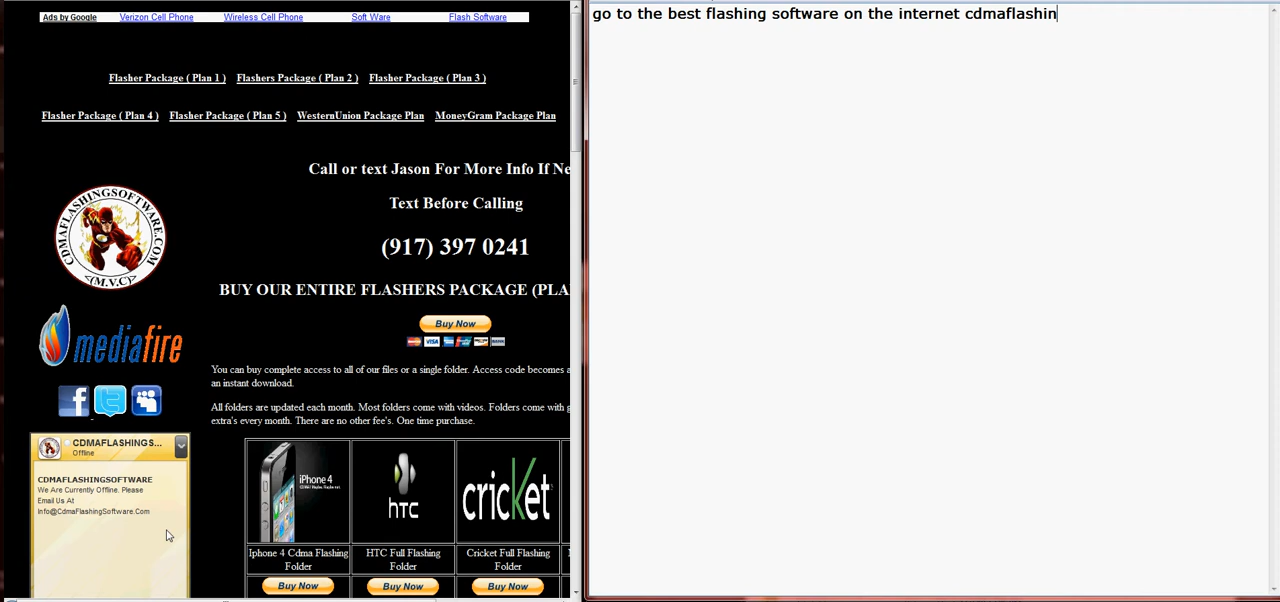 Ads by Google Verizon Cell Phone Wireless Cell Phone Soft Ware Flash Software
Flasher Package ( Plan 1 ) Flashers Package ( Plan 2 ) Flasher Package ( Plan 3 )
Flasher Package ( Plan 4 ) Flasher Package ( Plan 5 ) WesternUnion Package Plan MoneyGram Package Plan
Call or text Jason For More Info If Ne
Text Before Calling
(917) 397 0241
BUY OUR ENTIRE FLASHERS PACKAGE (PLA
Buy Now
VISA
You can buy complete access to all of our files or a single folder. Access code becomes a
an instant download.
All folders are updated each month. Most folders come with videos. Folders come with g
extra's every month. There are no other fee's. One time purchase.
CDMAFLASHINGSOFTWARE.COM
<(M.V.C)>
mediafire
CDMAFLASHINGS...
Offline
CDMAFLASHINGSOFTWARE
We Are Currently Offline. Please
Email Us At
Info@CdmaFlashingSoftware.Com
iPhone 4
hTC
cricket
Iphone 4 Cdma Flashing
Folder
HTC Full Flashing
Folder
Cricket Full Flashing
Folder
Buy Now Buy Now Buy Now
go to the best flashing software on the internet cdmaflashin